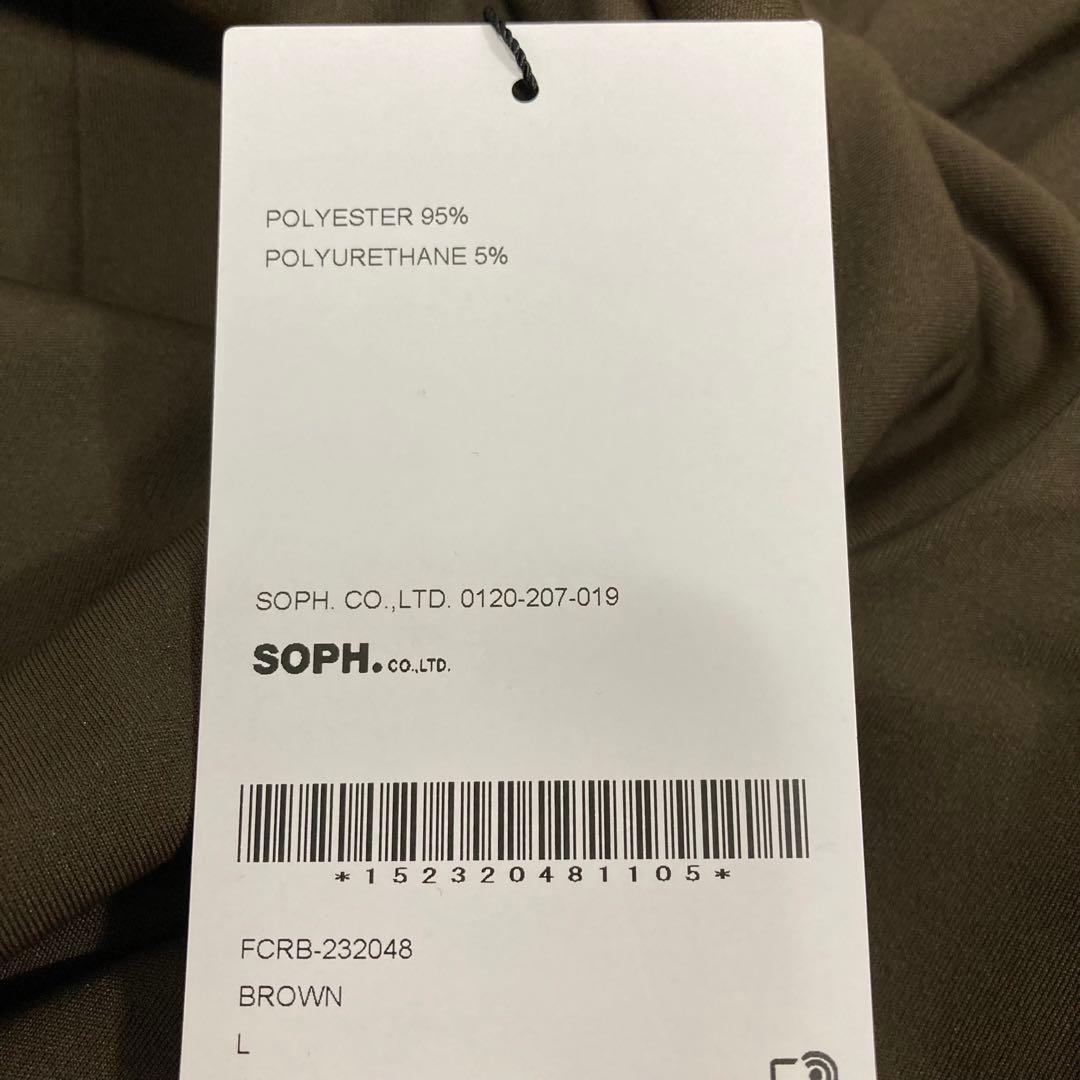 POLYESTER 95%
POLYURETHANE 5%
SOPH. CO.,LTD. 0120-207-019
SOPH. CO.,LTD.
*152320481105*
FCRB-232048
BROWN
L